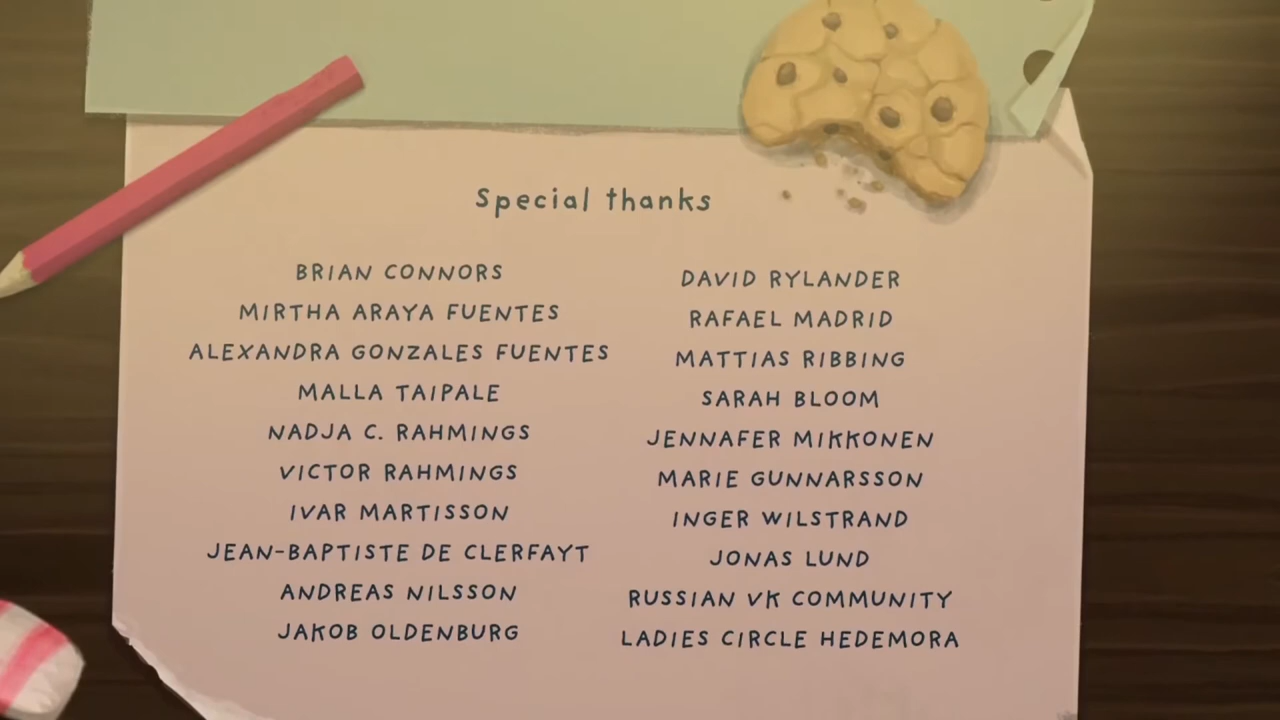 Special thanks
BRIAN CONNORS
MIRTHA ARAYA FUENTES
ALEXANDRA GONZALES FUENTES
MALLA TAIPALE
NADJA C. RAHMINGS
VICTOR RAHMINGS
IVAR MARTISSON
JEAN-BAPTISTE DE CLERFAYT
ANDREAS NILSSON
JAKOB OLDENBURG
DAVID RYLANDER
RAFAEL MADRID
MATTIAS RIBBING
SARAH BLOOM
JENNAFER MIKKONEN
MARIE GUNNARSSON
INGER WILSTRAND
JONAS LUND
RUSSIAN VK COMMUNITY
LADIES CIRCLE HEDEMORA